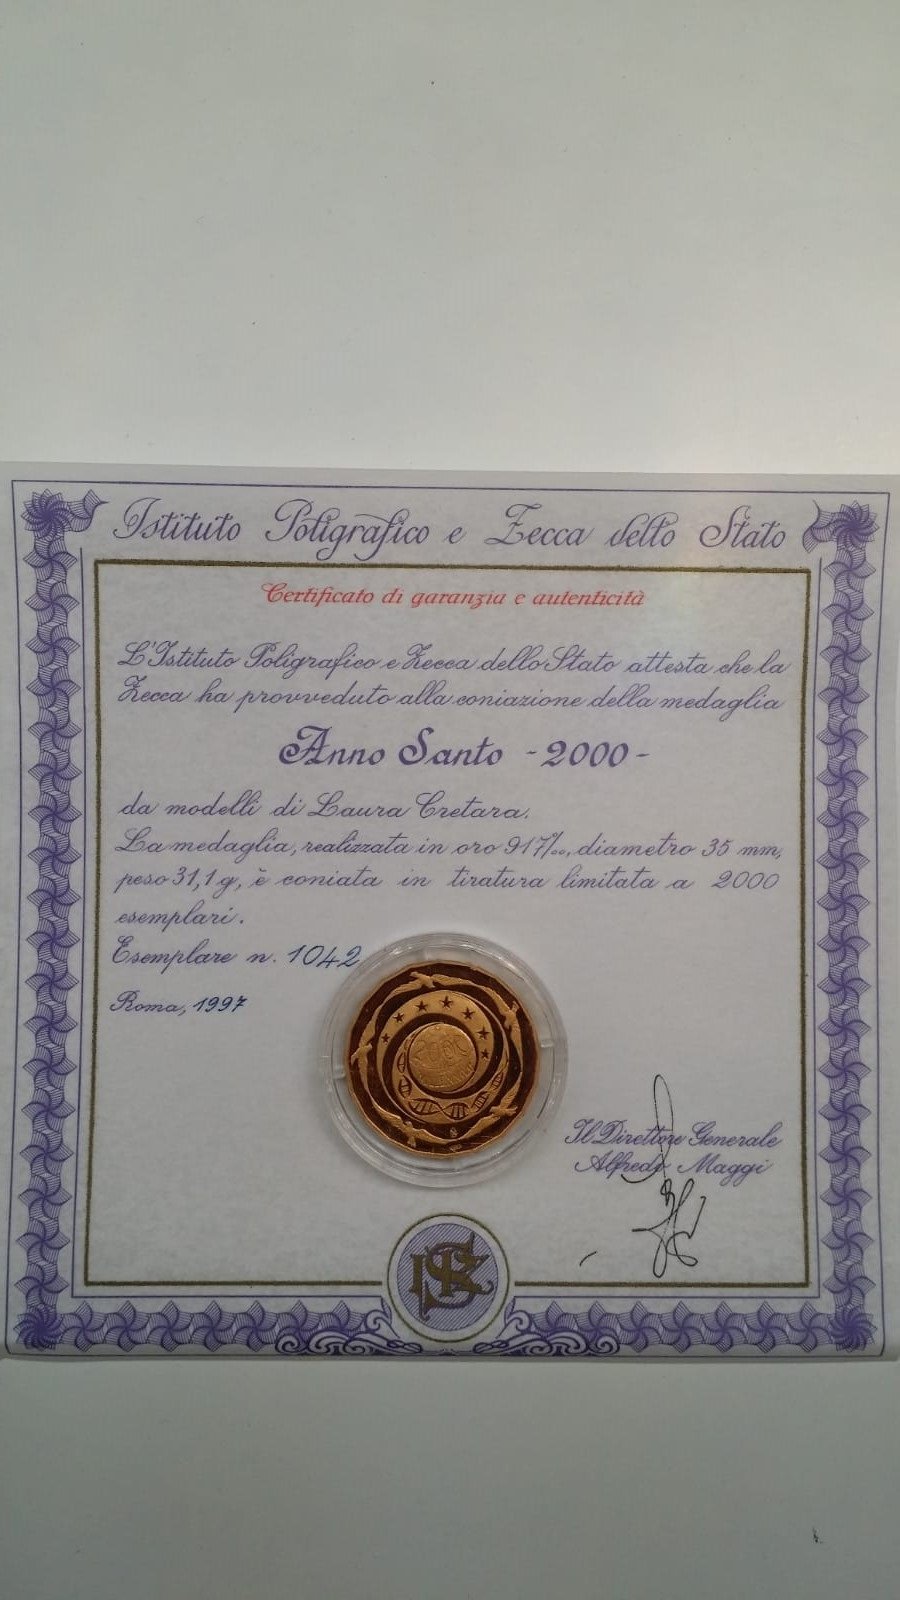 Istituto Poligrafico e Zecca dello Stato
Certificato di garanzia e autenticità
L'Istituto Poligrafico e Zecca dello Stato attesta che la
Zecca ha provveduto alla coniazione della medaglia
Anno Santo - 2000 -
da modelli di Laura Cretara.
La medaglia, realizzata in oro 917‰, diametro 35 mm,
peso 31,1 g, è coniata in tiratura limitata a 2000
esemplari.
Esemplare n. 1042
Roma, 1997
2000
Il Direttore Generale
Alfredo Maggi